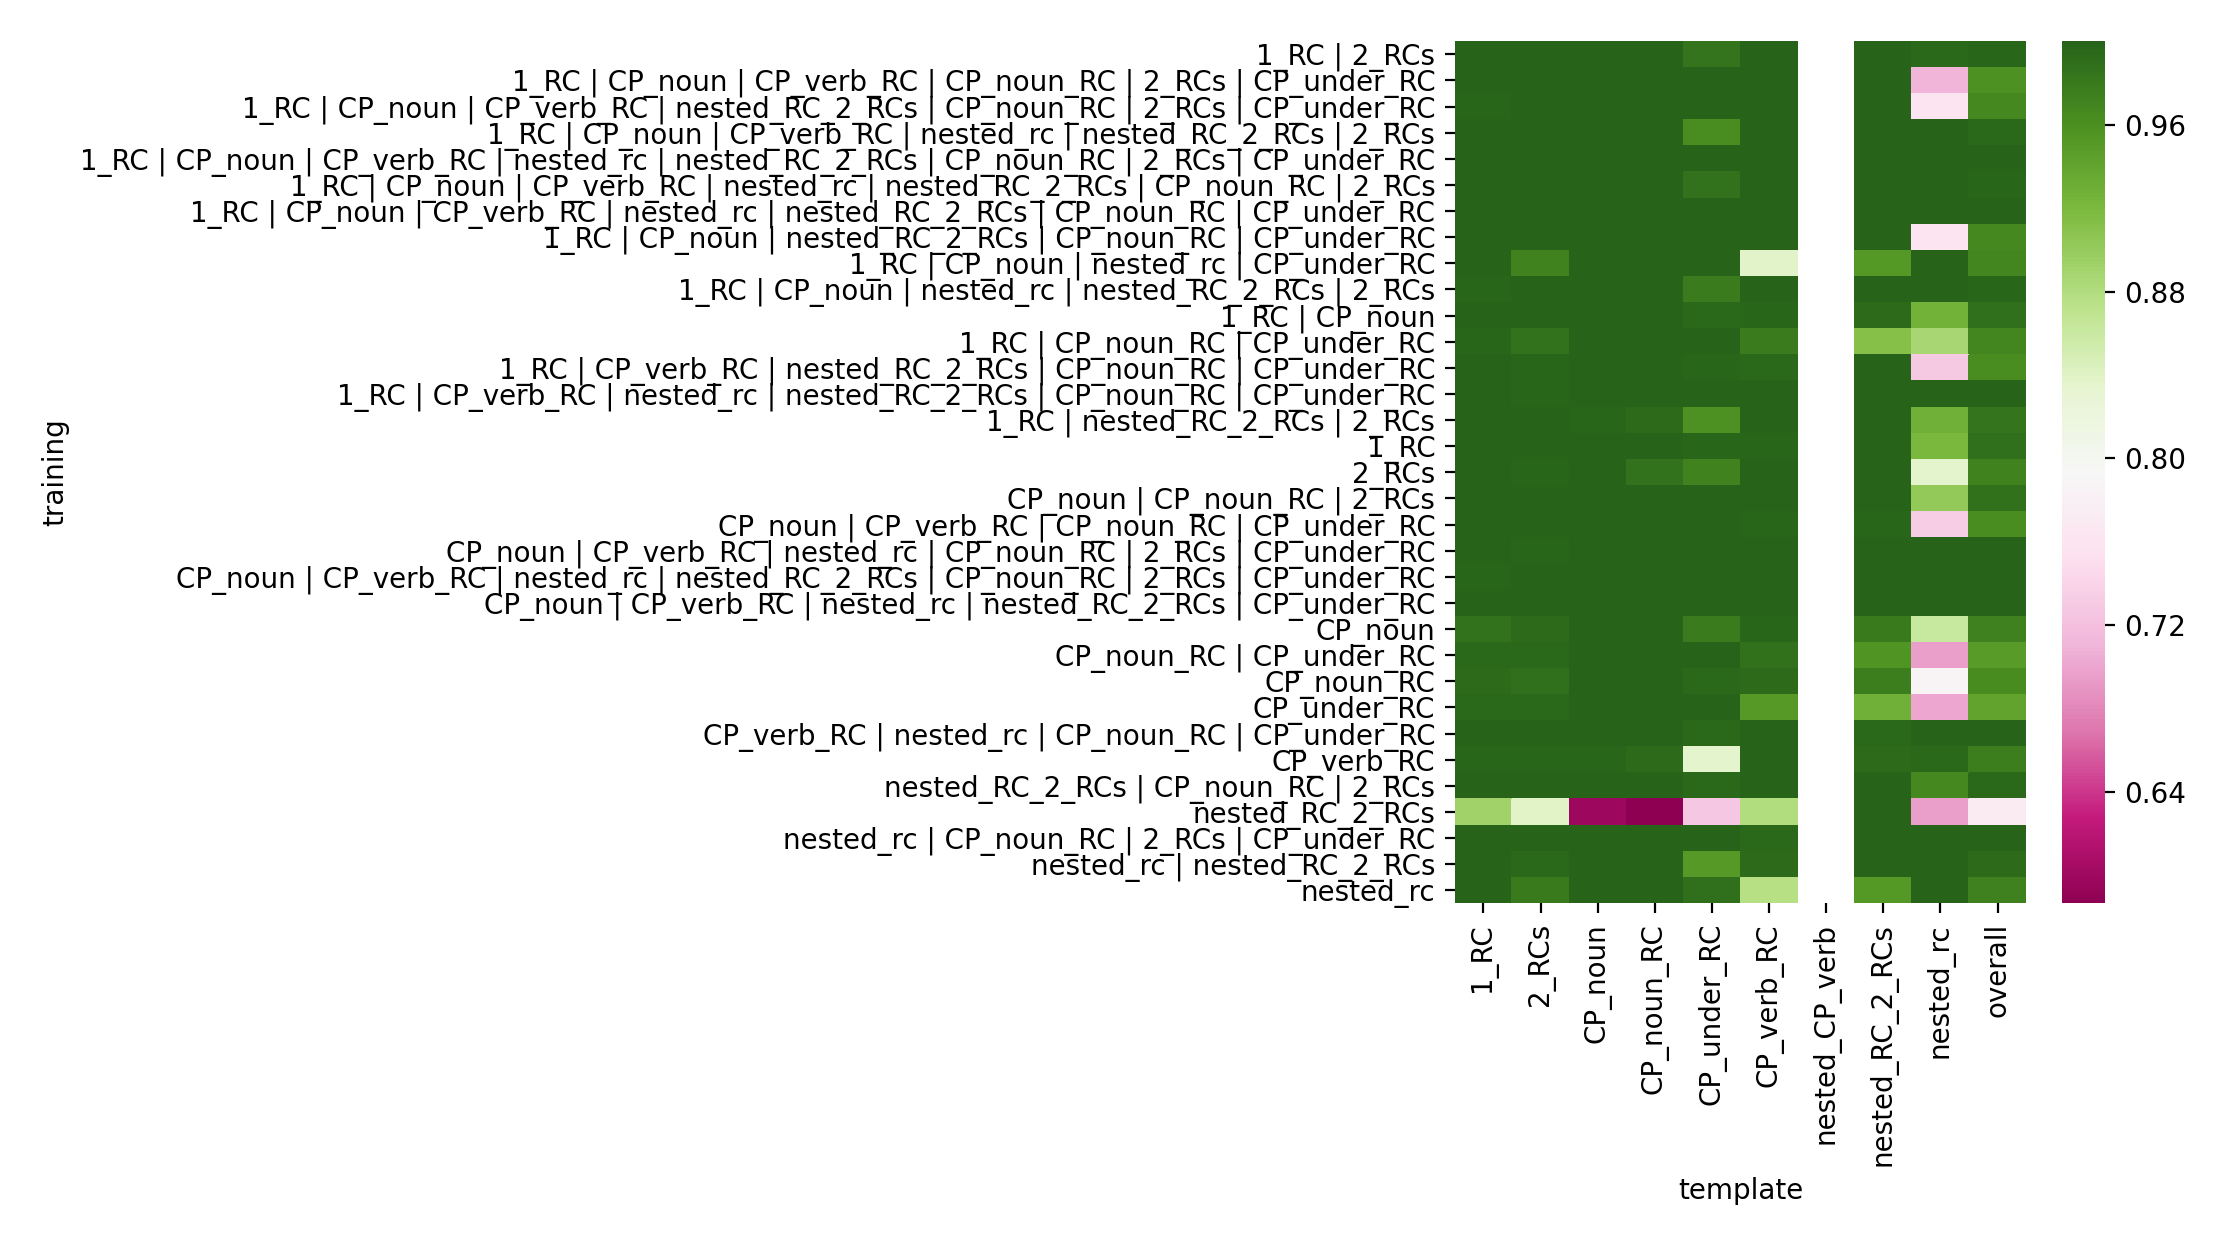 1_RC | 2_RCs
1_RC | CP_noun | CP_verb_RC | CP_noun_RC | 2_RCs | CP_under_RC
1_RC | CP_noun | CP_verb_RC | nested_RC_2_RCs | CP_noun_RC | 2_RCs | CP_under_RC
1_RC | CP_noun | CP_verb_RC | nested_rc | nested_RC_2_RCs | 2_RCs
1_RC | CP_noun | CP_verb_RC | nested_rc | nested_RC_2_RCs | CP_noun_RC | 2_RCs | CP_under_RC
1_RC | CP_noun | CP_verb_RC | nested_rc | nested_RC_2_RCs | CP_noun_RC | 2_RCs
1_RC | CP_noun | CP_verb_RC | nested_rc | nested_RC_2_RCs | CP_noun_RC | CP_under_RC
1_RC | CP_noun | nested_RC_2_RCs | CP_noun_RC | CP_under_RC
1_RC | CP_noun | nested_rc | CP_under_RC
1_RC | CP_noun | nested_rc | nested_RC_2_RCs | 2_RCs
1_RC | CP_noun
1_RC | CP_noun_RC | CP_under_RC
1_RC | CP_verb_RC | nested_RC_2_RCs | CP_noun_RC | CP_under_RC
1_RC | CP_verb_RC | nested_rc | nested_RC_2_RCs | CP_noun_RC | CP_under_RC
1_RC | nested_RC_2_RCs | 2_RCs
1_RC
2_RCs
CP_noun | CP_noun_RC | 2_RCs
CP_noun | CP_verb_RC | CP_noun_RC | CP_under_RC
CP_noun | CP_verb_RC | nested_rc | CP_noun_RC | 2_RCs | CP_under_RC
CP_noun | CP_verb_RC | nested_rc | nested_RC_2_RCs | CP_noun_RC | 2_RCs | CP_under_RC
CP_noun | CP_verb_RC | nested_rc | nested_RC_2_RCs | CP_under_RC
CP_noun
CP_noun_RC | CP_under_RC
CP_noun_RC
CP_under_RC
CP_verb_RC | nested_rc | CP_noun_RC | CP_under_RC
CP_verb_RC
nested_RC_2_RCs | CP_noun_RC | 2_RCs
nested_RC_2_RCs
nested_rc | CP_noun_RC | 2_RCs | CP_under_RC
nested_rc | nested_RC_2_RCs
nested_rc
training
1_RC
2_RCs
CP_noun
CP_noun_RC
CP_under_RC
CP_verb_RC
nested_CP_verb
nested_RC_2_RCs
nested_rc
overall
template
0.96
0.88
0.80
0.72
0.64